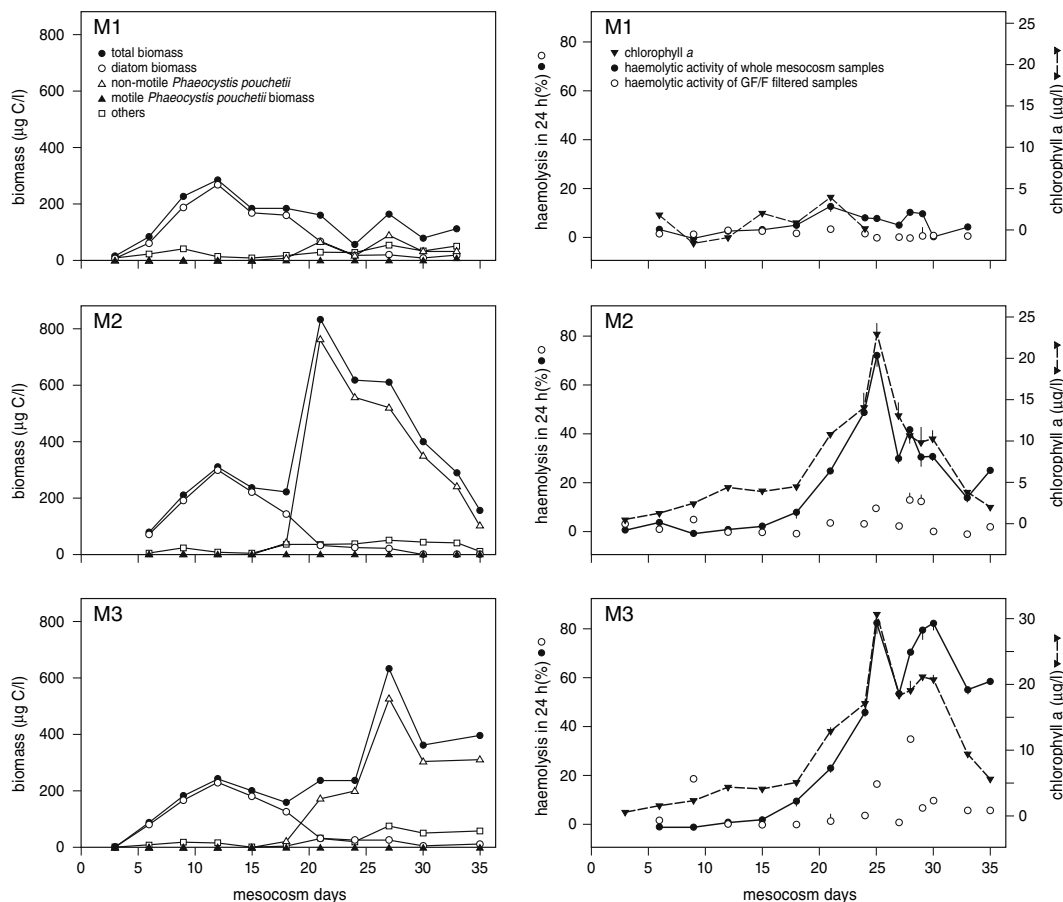 M1
800
600
400
200
0
biomass (µg C/l)
total biomass
diatom biomass
non-motile Phaeocystis pouchetii
motile Phaeocystis pouchetii biomass
others
M1
80
60
40
20
0
haemolysis in 24 h(%)
chlorophyll a
haemolytic activity of whole mesocosm samples
haemolytic activity of GF/F filtered samples
25
20
15
10
5
0
chlorophyll a (µg/l)
M2
800
600
400
200
0
biomass (µg C/l)
M2
80
60
40
20
0
haemolysis in 24 h(%)
25
20
15
10
5
0
chlorophyll a (µg/l)
M3
800
600
400
200
0
biomass (µg C/l)
0 5 10 15 20 25 30 35
mesocosm days
M3
80
60
40
20
0
haemolysis in 24 h(%)
30
20
10
0
chlorophyll a (µg/l)
0 5 10 15 20 25 30 35
mesocosm days